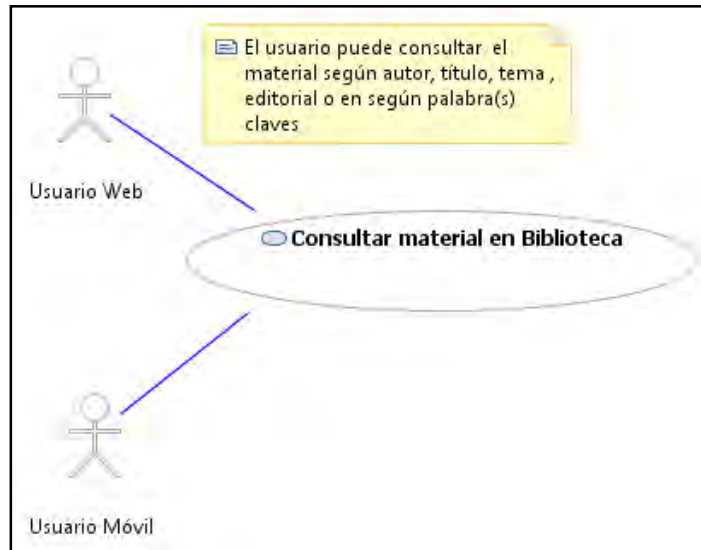 El usuario puede consultar el
material según autor, título, tema ,
editorial o en según palabra(s)
claves
Usuario Web
Consultar material en Biblioteca
Usuario Móvil